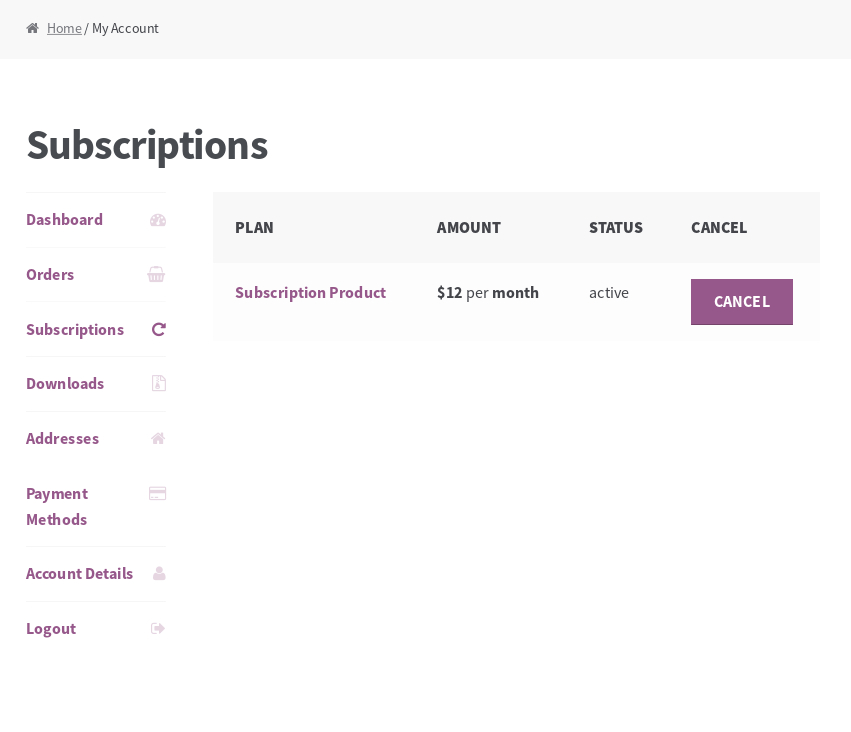 Home / My Account
Subscriptions
Dashboard
Orders
Subscriptions
Downloads
Addresses
Payment
Methods
Account Details
Logout
PLAN AMOUNT STATUS CANCEL
Subscription Product $12 per month active CANCEL